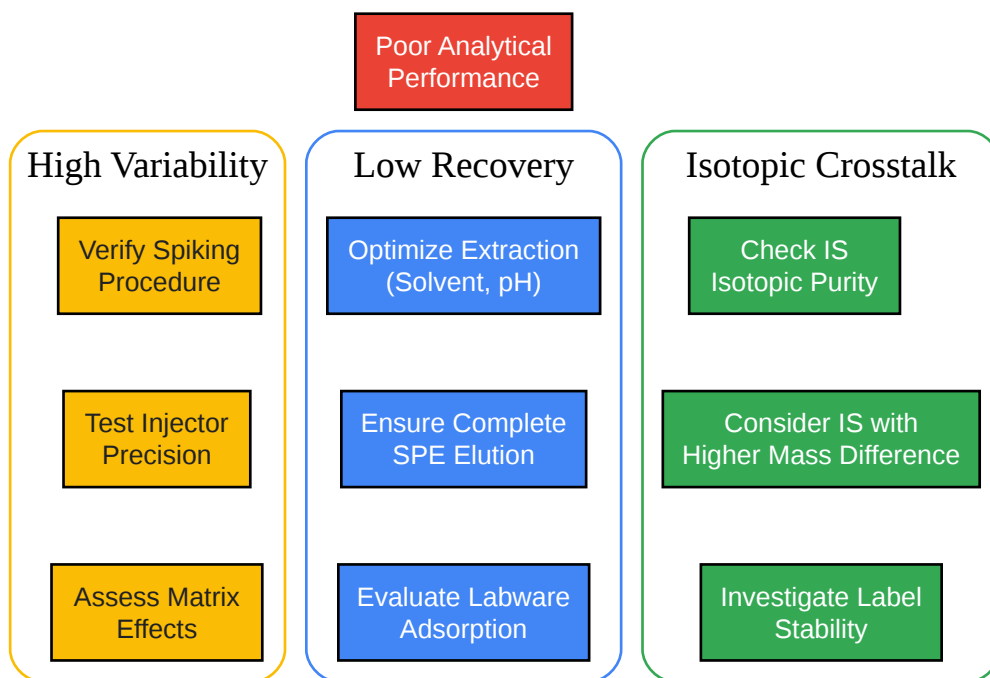 Poor Analytical
Performance
High Variability
Verify Spiking
Procedure
Test Injector
Precision
Assess Matrix
Effects
Low Recovery
Optimize Extraction
(Solvent, pH)
Ensure Complete
SPE Elution
Evaluate Labware
Adsorption
Isotopic Crosstalk
Check IS
Isotopic Purity
Consider IS with
Higher Mass Difference
Investigate Label
Stability